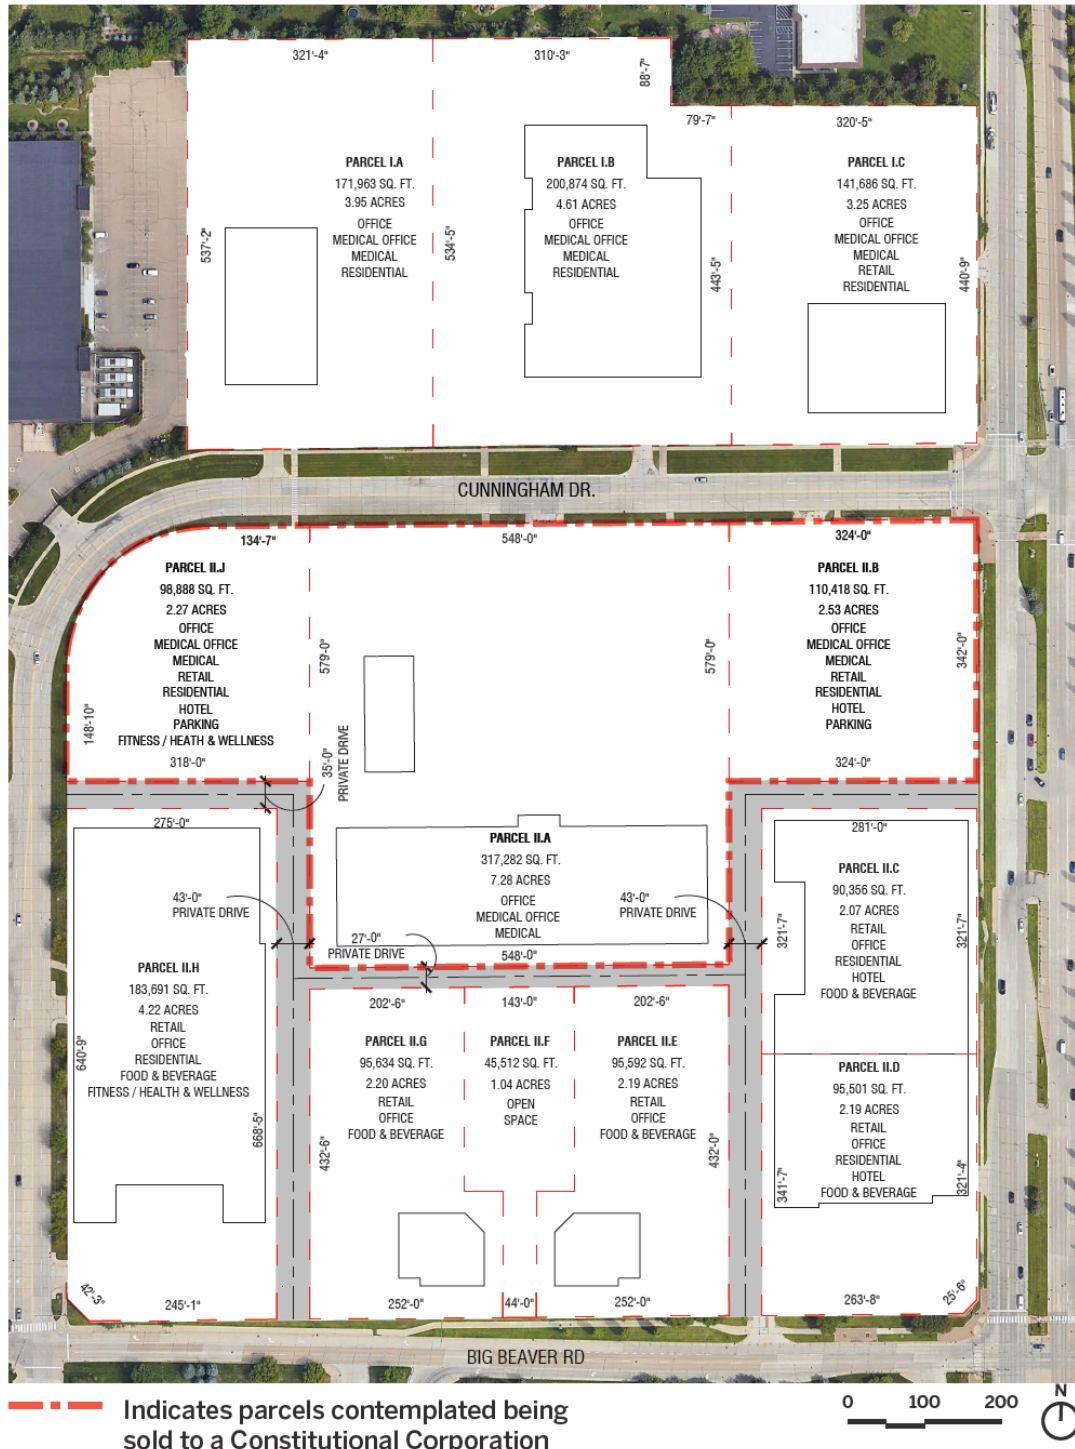 321'-4"
310'-3"
88'-7"
79'-7"
320'-5"
PARCEL I.A
171,963 SQ. FT.
3.95 ACRES
OFFICE
MEDICAL OFFICE
MEDICAL
RESIDENTIAL
537'-2"
534'-5"
PARCEL I.B
200,874 SQ. FT.
4.61 ACRES
OFFICE
MEDICAL OFFICE
MEDICAL
RESIDENTIAL
443'-5"
PARCEL I.C
141,686 SQ. FT.
3.25 ACRES
OFFICE
MEDICAL OFFICE
MEDICAL
RETAIL
RESIDENTIAL
440'-9"
CUNNINGHAM DR.
134'-7"
548'-0"
324'-0"
PARCEL II.J
98,888 SQ. FT.
2.27 ACRES
OFFICE
MEDICAL OFFICE
MEDICAL
RETAIL
RESIDENTIAL
HOTEL
PARKING
FITNESS / HEATH & WELLNESS
318'-0"
148'-10"
579'-0"
579'-0"
PARCEL II.B
110,418 SQ. FT.
2.53 ACRES
OFFICE
MEDICAL OFFICE
MEDICAL
RETAIL
RESIDENTIAL
HOTEL
PARKING
324'-0"
342'-0"
35'-0"
PRIVATE DRIVE
275'-0"
PARCEL II.A
317,282 SQ. FT.
7.28 ACRES
OFFICE
MEDICAL OFFICE
MEDICAL
548'-0"
43'-0"
PRIVATE DRIVE
27'-0"
PRIVATE DRIVE
43'-0"
PRIVATE DRIVE
281'-0"
PARCEL II.C
90,356 SQ. FT.
2.07 ACRES
RETAIL
OFFICE
RESIDENTIAL
HOTEL
FOOD & BEVERAGE
321'-7"
321'-7"
PARCEL II.H
183,691 SQ. FT.
4.22 ACRES
RETAIL
OFFICE
RESIDENTIAL
FOOD & BEVERAGE
FITNESS / HEALTH & WELLNESS
640'-9"
668'-5"
202'-6"
143'-0"
202'-6"
PARCEL II.G
95,634 SQ. FT.
2.20 ACRES
RETAIL
OFFICE
FOOD & BEVERAGE
432'-6"
PARCEL II.F
45,512 SQ. FT.
1.04 ACRES
OPEN
SPACE
PARCEL II.E
95,592 SQ. FT.
2.19 ACRES
RETAIL
OFFICE
FOOD & BEVERAGE
432'-0"
PARCEL II.D
95,501 SQ. FT.
2.19 ACRES
RETAIL
OFFICE
RESIDENTIAL
HOTEL
FOOD & BEVERAGE
341'-7"
321'-4"
42'-3"
245'-1"
252'-0"
44'-0"
252'-0"
263'-8"
25'-6"
BIG BEAVER RD
Indicates parcels contemplated being
sold to a Constitutional Corporation
0 100 200
N